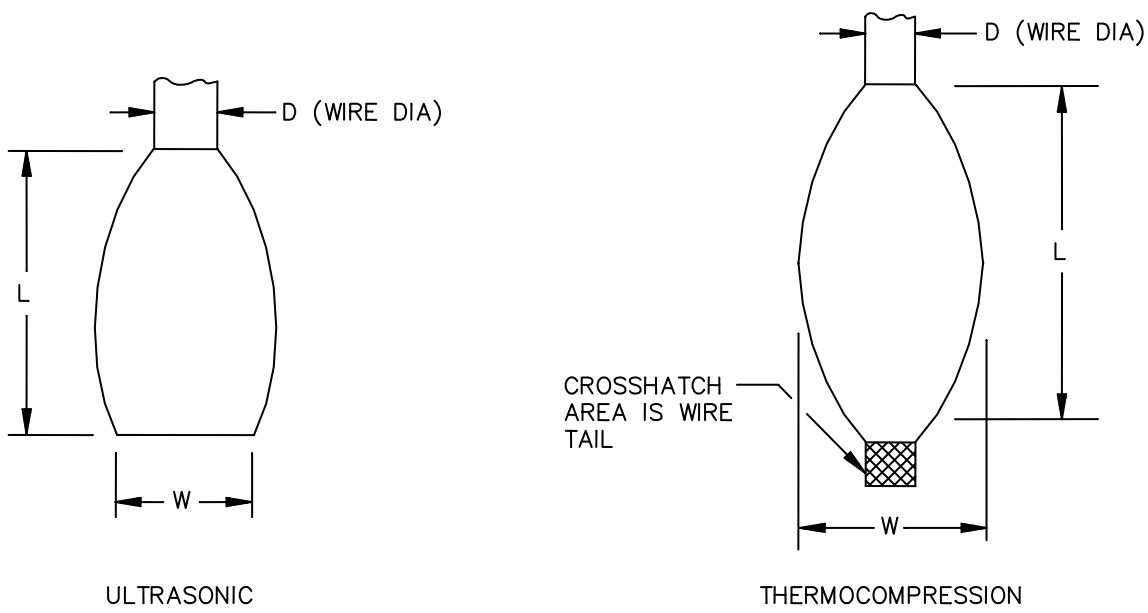 D (WIRE DIA)
L
W
ULTRASONIC
D (WIRE DIA)
L
CROSSHATCH
AREA IS WIRE
TAIL
W
THERMOCOMPRESSION